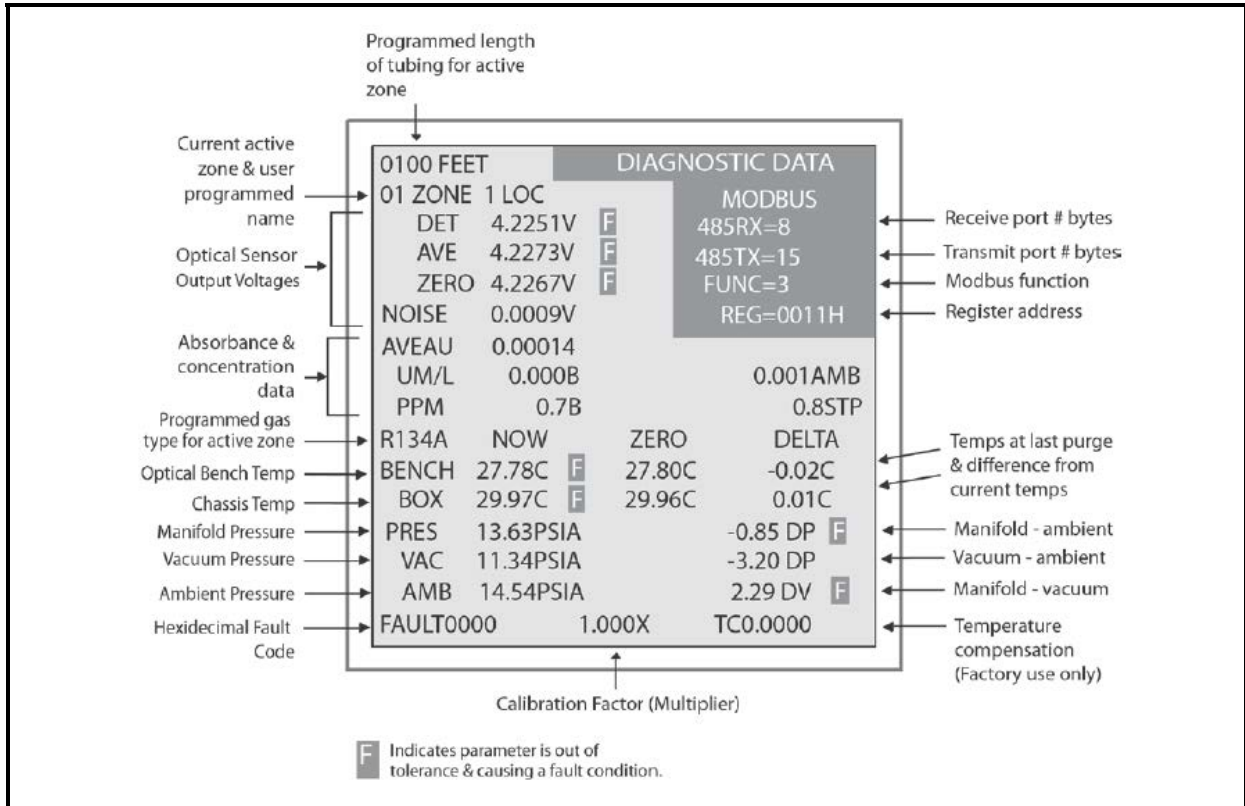 Programmed length
of tubing for active
zone
Current active
zone & user
programmed
name
Optical Sensor
Output Voltages
Absorbance &
concentration
data
Programmed gas
type for active zone
Optical Bench Temp
Chassis Temp
Manifold Pressure
Vacuum Pressure
Ambient Pressure
Hexidecimal Fault
Code
0100 FEET DIAGNOSTIC DATA
01 ZONE 1 LOC MODBUS
DET 4.2251V F 485RX=8
AVE 4.2273V F 485TX=15
ZERO 4.2267V F FUNC=3
NOISE 0.0009V REG=0011H
AVEAU 0.00014
UM/L 0.000B 0.001AMB
PPM 0.7B 0.8STP
R134A NOW ZERO DELTA
BENCH 27.78C F 27.80C -0.02C
BOX 29.97C F 29.96C 0.01C
PRES 13.63PSIA -0.85 DP F
VAC 11.34PSIA -3.20 DP
AMB 14.54PSIA 2.29 DV F
FAULT0000 1.000X TC0.0000
Receive port # bytes
Transmit port # bytes
Modbus function
Register address
Temps at last purge
& difference from
current temps
Manifold - ambient
Vacuum - ambient
Manifold - vacuum
Temperature
compensation
(Factory use only)
Calibration Factor (Multiplier)
F Indicates parameter is out of
tolerance & causing a fault condition.